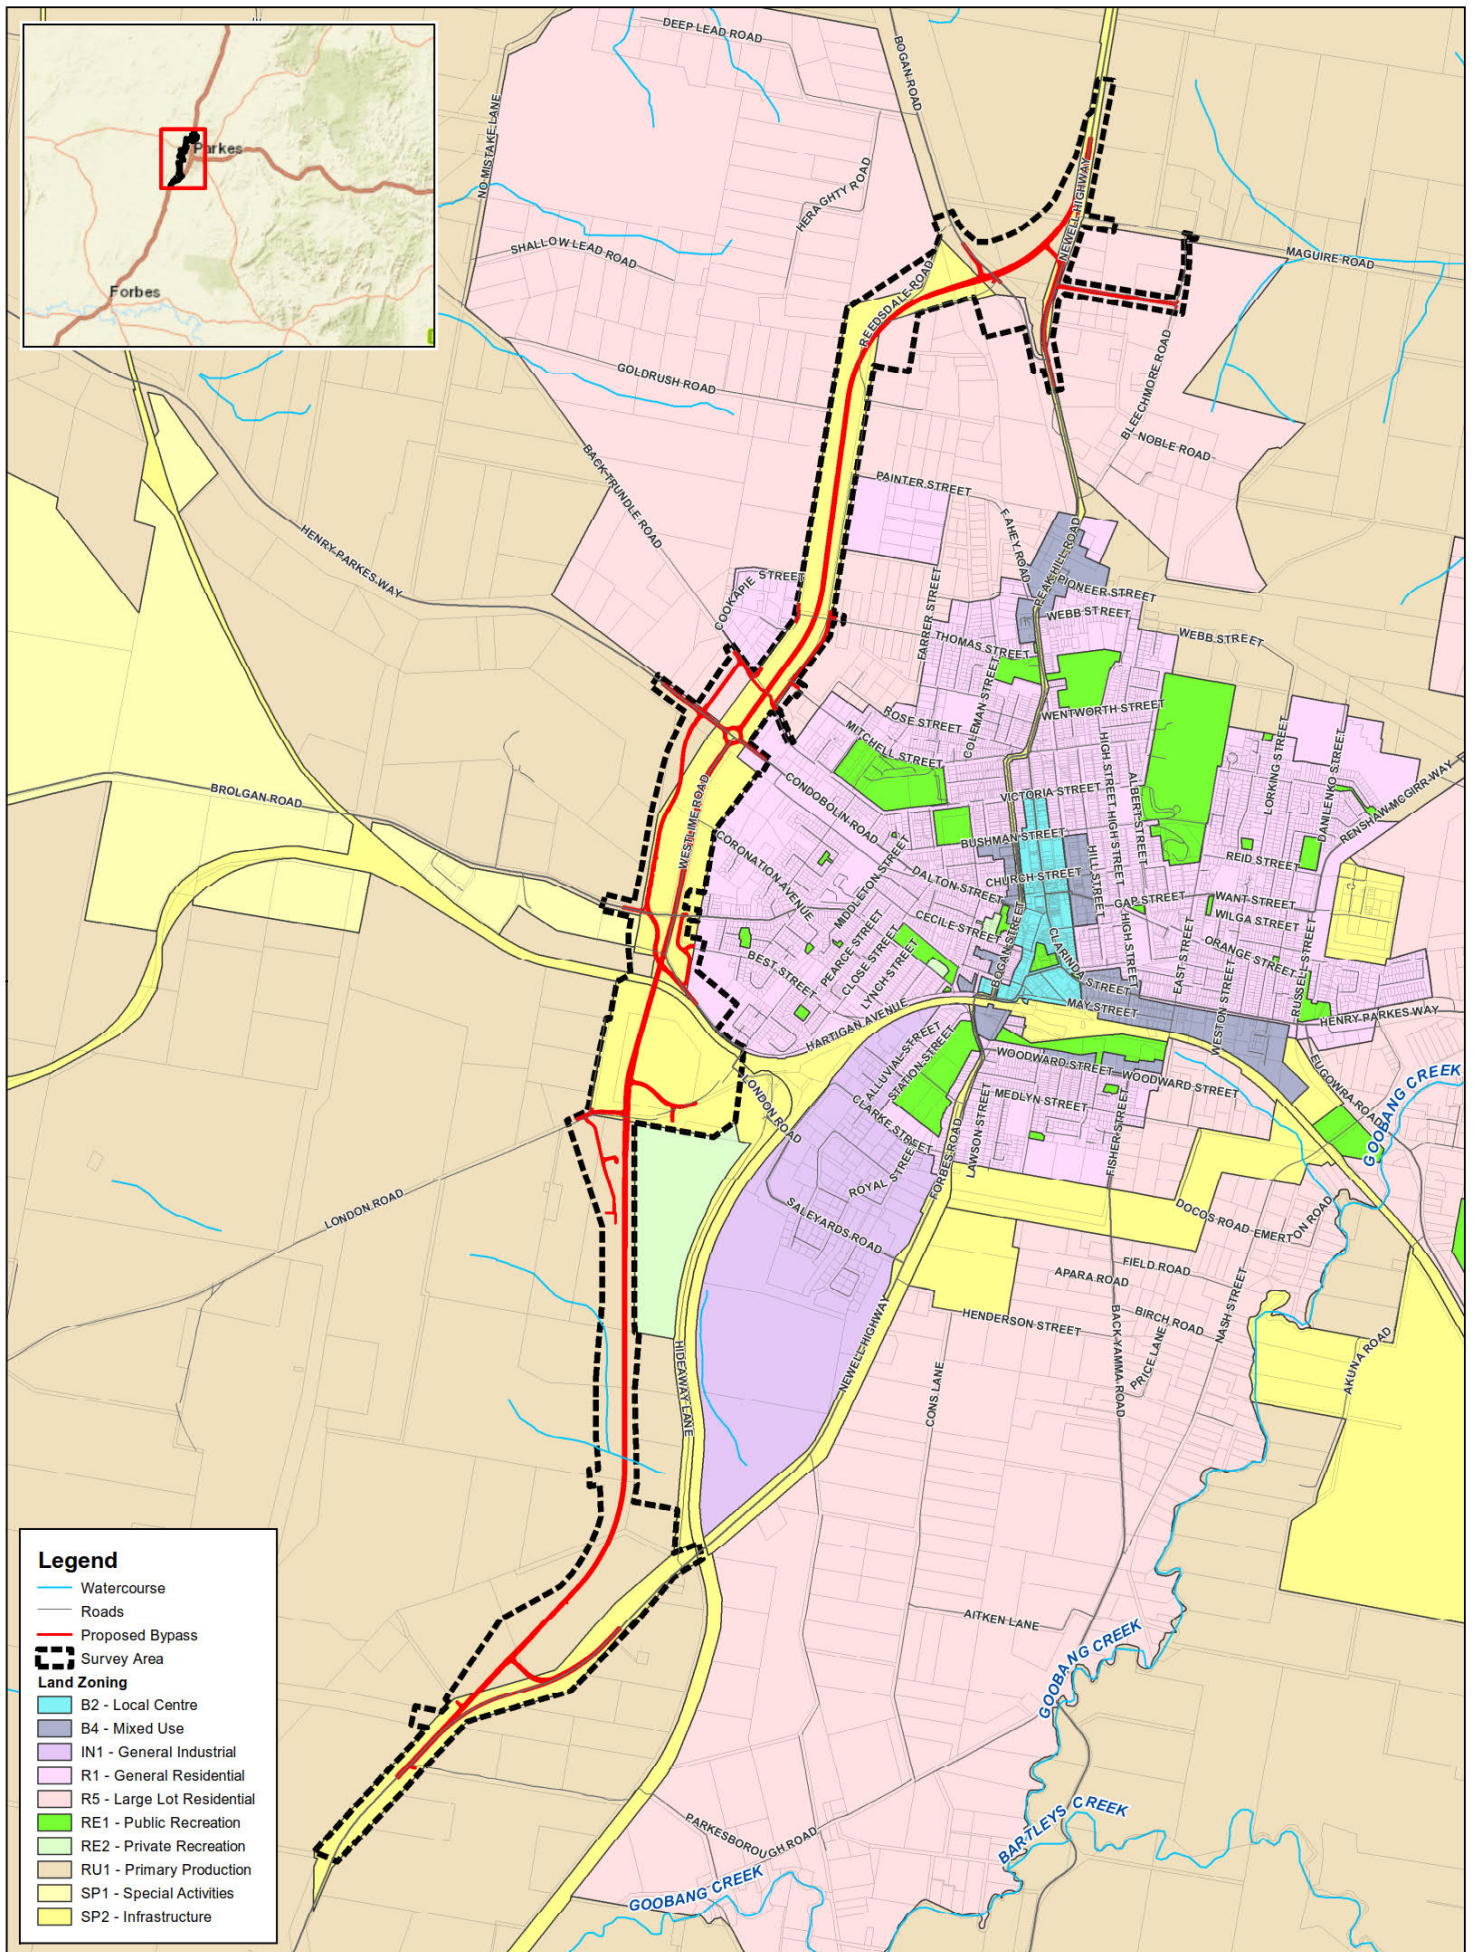 DEEP LEAD ROAD
BOGAN ROAD
NO MISTAKE LANE
Parkes
Forbes
HERAGHTY ROAD
NEWELL HIGHWAY
SHALLOW LEAD ROAD
MAGUIRE ROAD
REEDSDALE ROAD
GOLDRUSH ROAD
BLEECHMORE ROAD
NOBLE ROAD
BACK TRUNDLE ROAD
PAINTER STREET
FAHEY ROAD
HENRY PARKES WAY
PEAK HILL ROAD
COOKAPIE STREET
PIONEER STREET
WEBB STREET
WEBB STREET
FARRER STREET
THOMAS STREET
COLEMAN STREET
ROSE STREET
WENTWORTH STREET
MITCHELL STREET
HIGH STREET
LORKING STREET
DANILENKO STREET
RENSHAW MCGIRR WAY
BROLGAN ROAD
WESTLIME ROAD
CONDOBOLIN ROAD
VICTORIA STREET
ALBERT STREET
BUSHMAN STREET
CORONATION AVENUE
MIDDLETON STREET
HILL STREET
HIGH STREET
REID STREET
DALTON STREET
CHURCH STREET
GAP STREET
WANT STREET
WILGA STREET
CECILE STREET
BOGAN STREET
CLARINDA STREET
HIGH STREET
EAST STREET
ORANGE STREET
RUSSELL STREET
BEST STREET
PEARCE STREET
CLOSE STREET
LYNCH STREET
WESTON STREET
MAY STREET
HENRY PARKES WAY
HARTIGAN AVENUE
ALLUVIAL STREET
STATION STREET
WOODWARD STREET
WOODWARD STREET
EUGOWRA ROAD
GOOBANG CREEK
LONDON ROAD
CLARKE STREET
MEDLYN STREET
LAWSON STREET
FISHER STREET
FORBES ROAD
ROYAL STREET
LONDON ROAD
SALEYARDS ROAD
DOCOS ROAD
EMERTON ROAD
FIELD ROAD
APARA ROAD
BIRCH ROAD
NASH STREET
HENDERSON STREET
BACK YAMMA ROAD
PRICE LANE
AKUNA ROAD
HIDEAWAY LANE
NEWELL HIGHWAY
CONS LANE
AITKEN LANE
GOOBANG CREEK
BARTLEYS CREEK
PARKESBOROUGH ROAD
GOOBANG CREEK
Legend
Watercourse
Roads
Proposed Bypass
Survey Area
Land Zoning
B2 - Local Centre
B4 - Mixed Use
IN1 - General Industrial
R1 - General Residential
R5 - Large Lot Residential
RE1 - Public Recreation
RE2 - Private Recreation
RU1 - Primary Production
SP1 - Special Activities
SP2 - Infrastructure